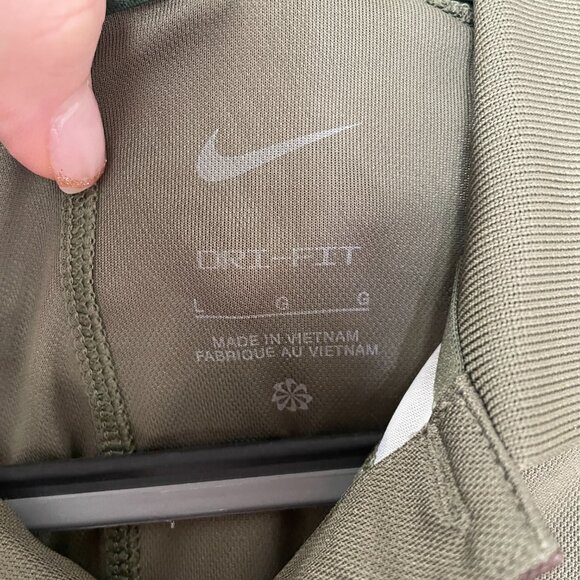 DRI-FIT
L G G
MADE IN VIETNAM
FABRIQUE AU VIETNAM